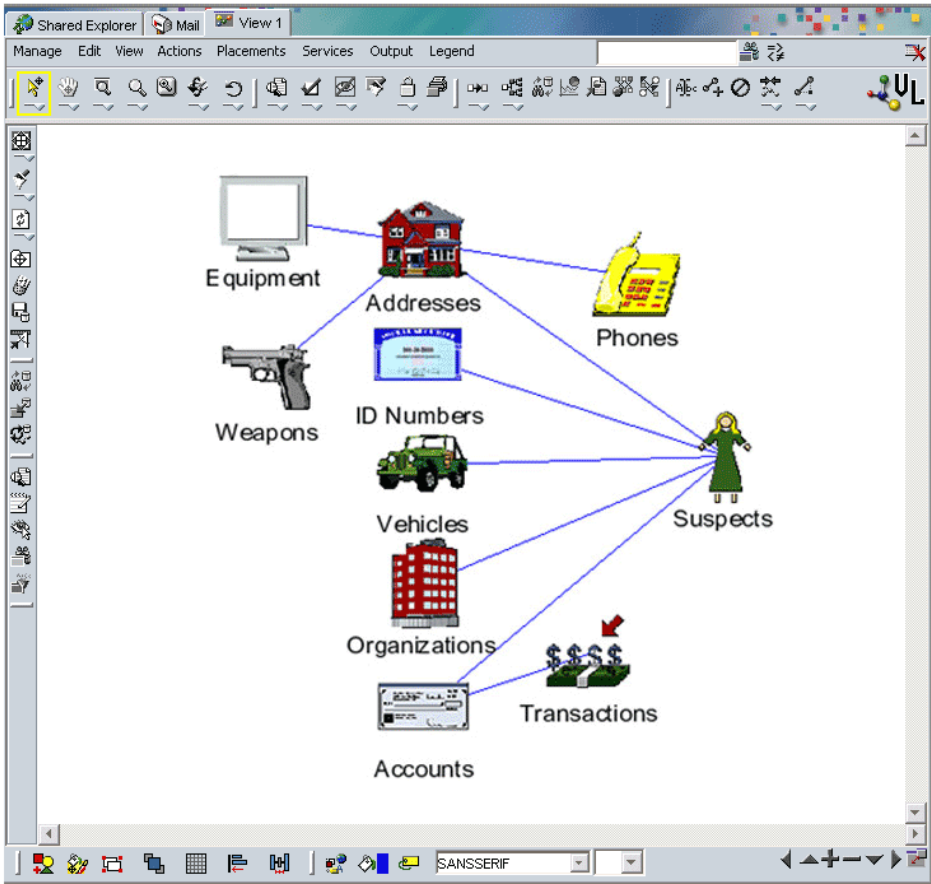 Shared Explorer Mail View 1
Manage Edit View Actions Placements Services Output Legend
VL
Equipment
Addresses
Phones
ID Numbers
Weapons
Vehicles
Suspects
Organizations
Transactions
Accounts
SANSSERIF